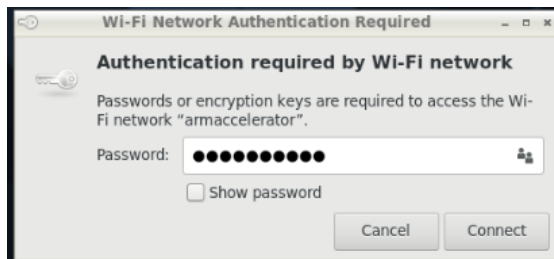 Wi-Fi Network Authentication Required
Authentication required by Wi-Fi network
Passwords or encryption keys are required to access the Wi-
Fi network “armaccelerator”.
Password: ●●●●●●●●●●
Show password
Cancel Connect